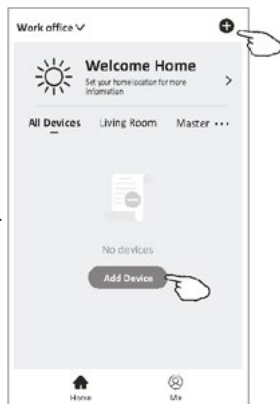 Work office
Welcome Home
Set your home location for more
information
All Devices Living Room Master ...
No devices
Add Device
Home Me